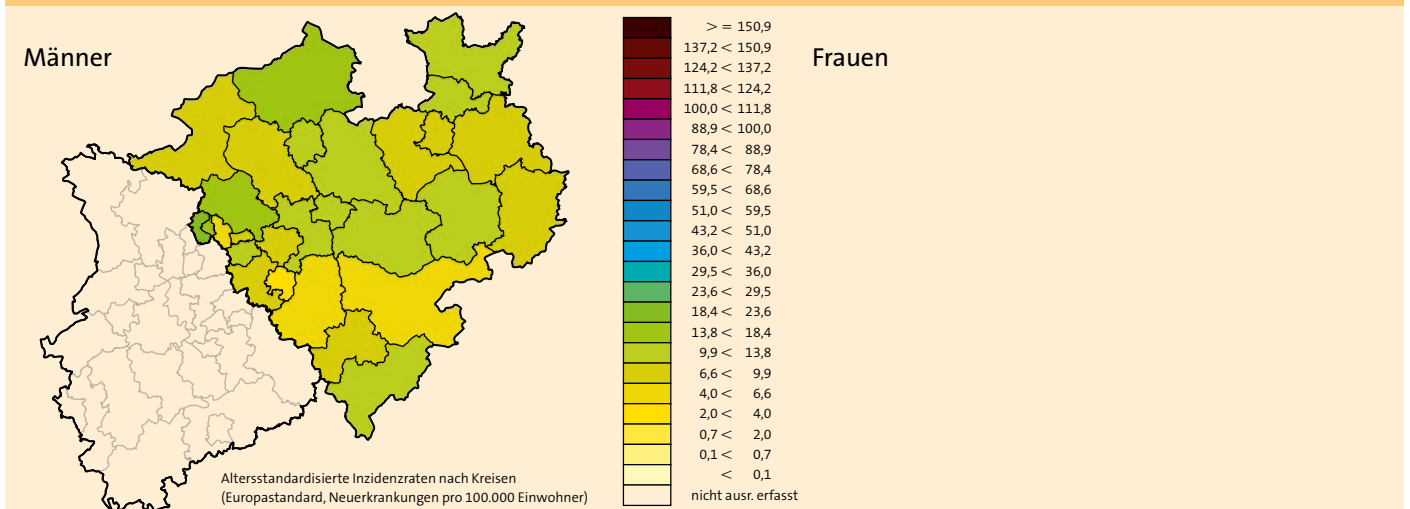 Männer
> = 150,9
137,2 < 150,9
124,2 < 137,2
111,8 < 124,2
100,0 < 111,8
88,9 < 100,0
78,4 < 88,9
68,6 < 78,4
59,5 < 68,6
51,0 < 59,5
43,2 < 51,0
36,0 < 43,2
29,5 < 36,0
23,6 < 29,5
18,4 < 23,6
13,8 < 18,4
9,9 < 13,8
6,6 < 9,9
4,0 < 6,6
2,0 < 4,0
0,7 < 2,0
0,1 < 0,7
< 0,1
nicht ausr. erfasst
Frauen
Altersstandardisierte Inzidenzraten nach Kreisen
(Europastandard, Neuerkrankungen pro 100.000 Einwohner)